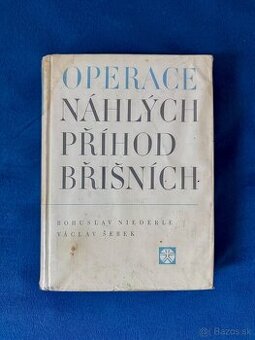 OPERACE
NÁHLÝCH
PŘÍHOD
BŘIŠNÍCH
BOHUSLAV NIEDERLE
VÁCLAV ŠEBEK
Bazos.sk